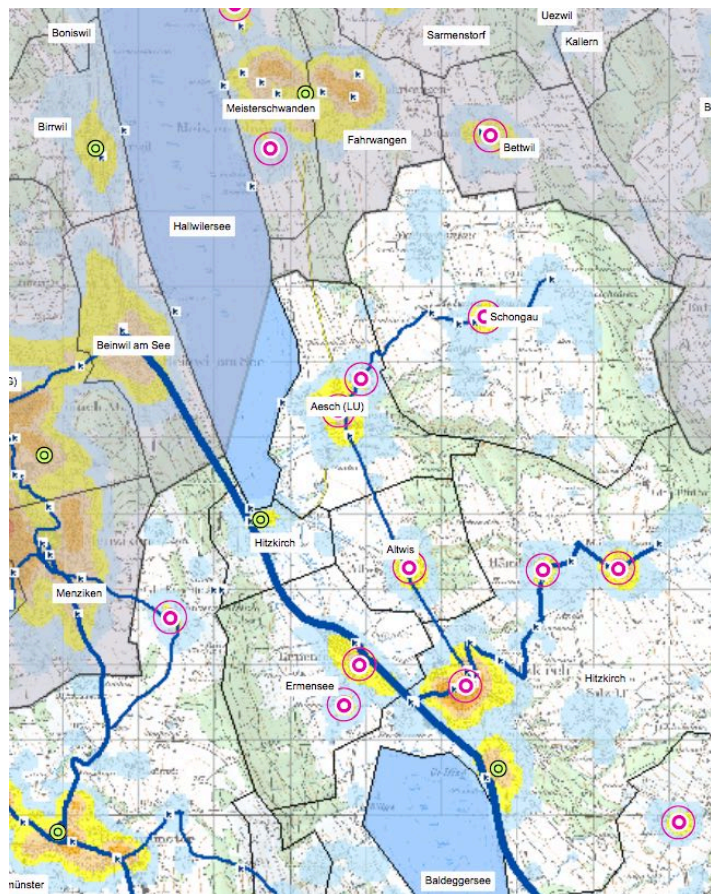 Uezwil
Boniswil
Sarmenstorf
Kallern
Meisterschwanden
B
Birrwil
Fahrwangen
Bettwil
Hallwilersee
Schongau
Beinwil am See
G)
Aesch (LU)
Hitzkirch
Altwis
Menziken
Ermensee
Hitzkirch
münster
Baldeggersee